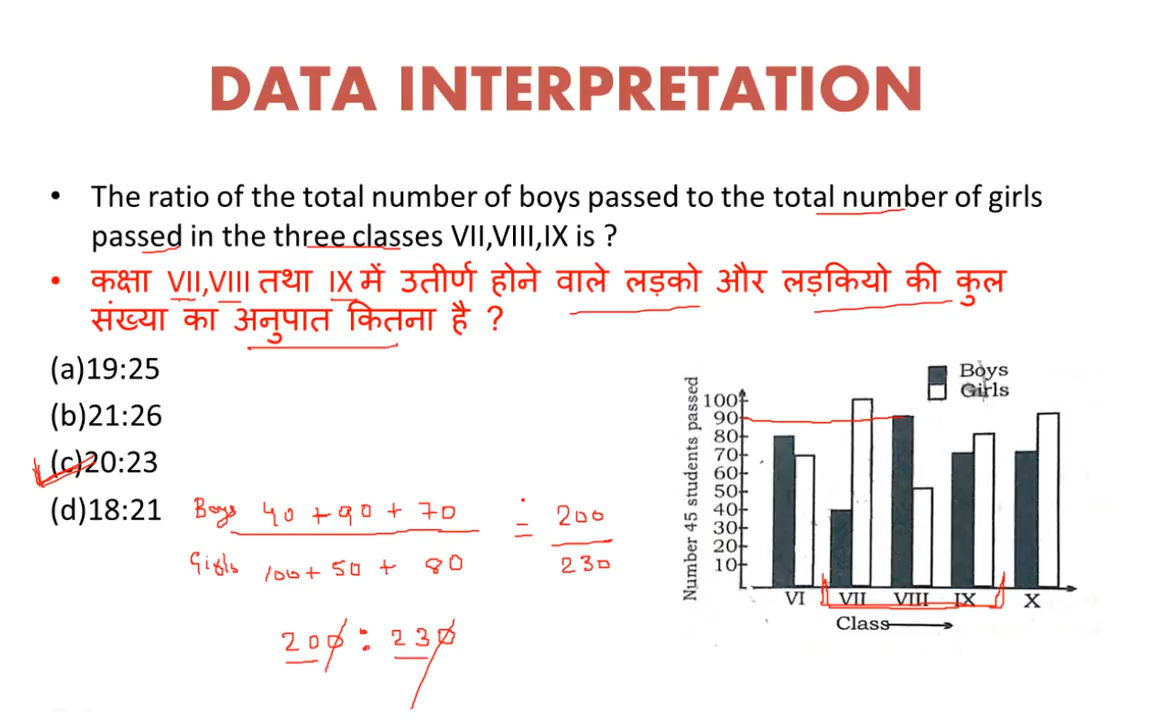 DATA INTERPRETATION
• The ratio of the total number of boys passed to the total number of girls
passed in the three classes VII,VIII,IX is ?
• कक्षा VII,VIII तथा IX में उतीर्ण होने वाले लड़को और लड़कियो की कुल
संख्या का अनुपात कितना है ?
(a)19:25
(b)21:26
(c)20:23
(d)18:21
Boys 40 + 90 + 70 = 200
Girls 100 + 50 + 80 230
200 : 230
Boys
Girls
Number 45 students passed
100
90
80
70
60
50
40
30
20
10
VI VII VIII IX X
Class